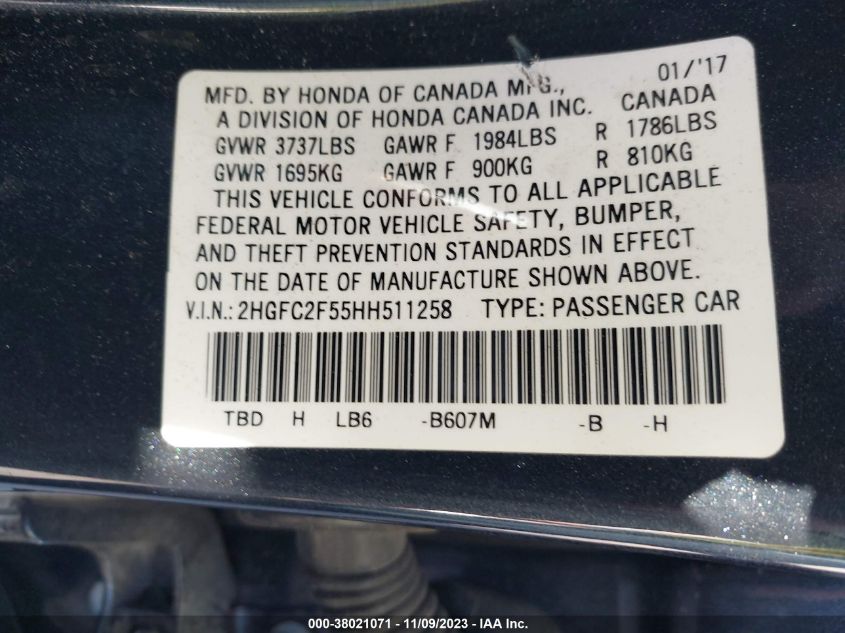 01/'17
MFD. BY HONDA OF CANADA MFG.,
A DIVISION OF HONDA CANADA INC. CANADA
GVWR 3737LBS GAWR F 1984LBS R 1786LBS
GVWR 1695KG GAWR F 900KG R 810KG
THIS VEHICLE CONFORMS TO ALL APPLICABLE
FEDERAL MOTOR VEHICLE SAFETY, BUMPER,
AND THEFT PREVENTION STANDARDS IN EFFECT
ON THE DATE OF MANUFACTURE SHOWN ABOVE.
V.I.N.: 2HGFC2F55HH511258 TYPE: PASSENGER CAR
TBD H LB6 -B607M -B -H
000-38021071 - 11/09/2023 - IAA Inc.